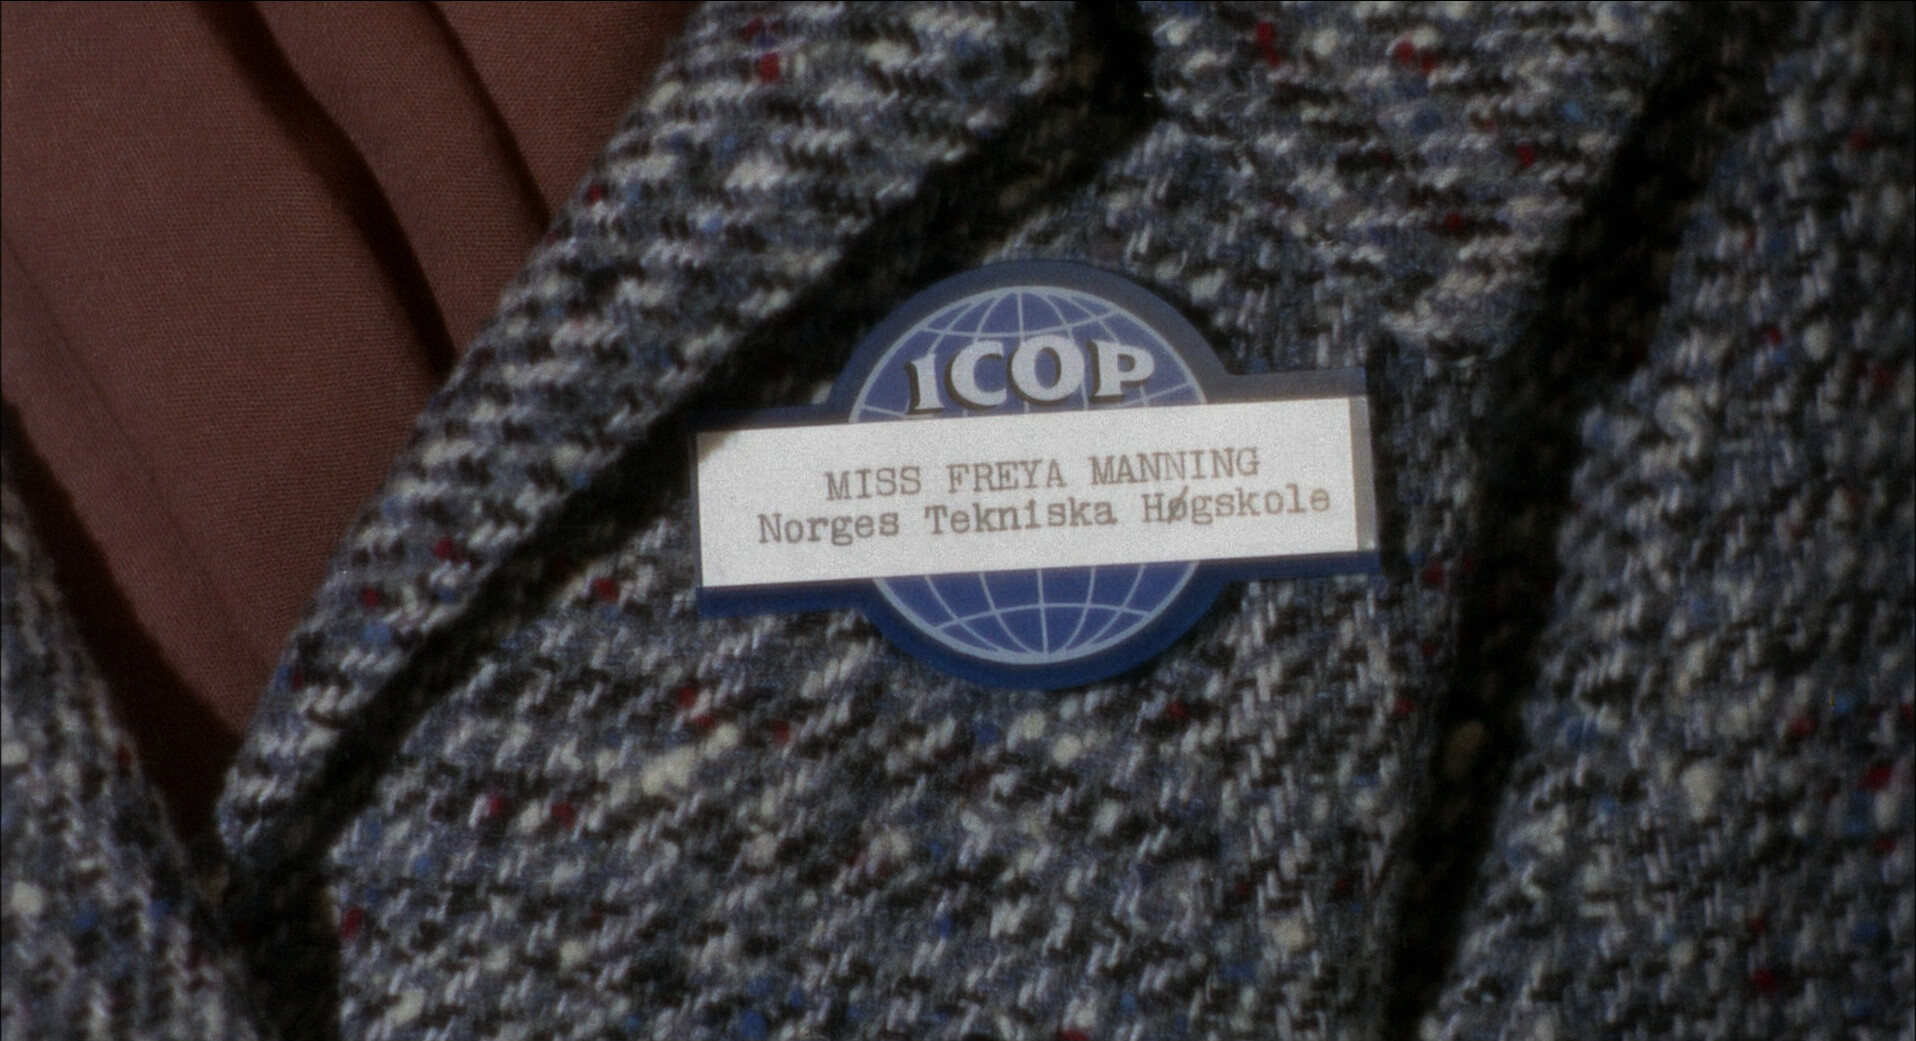 ICOP
MISS FREYA MANNING
Norges Tekniska Høgskole